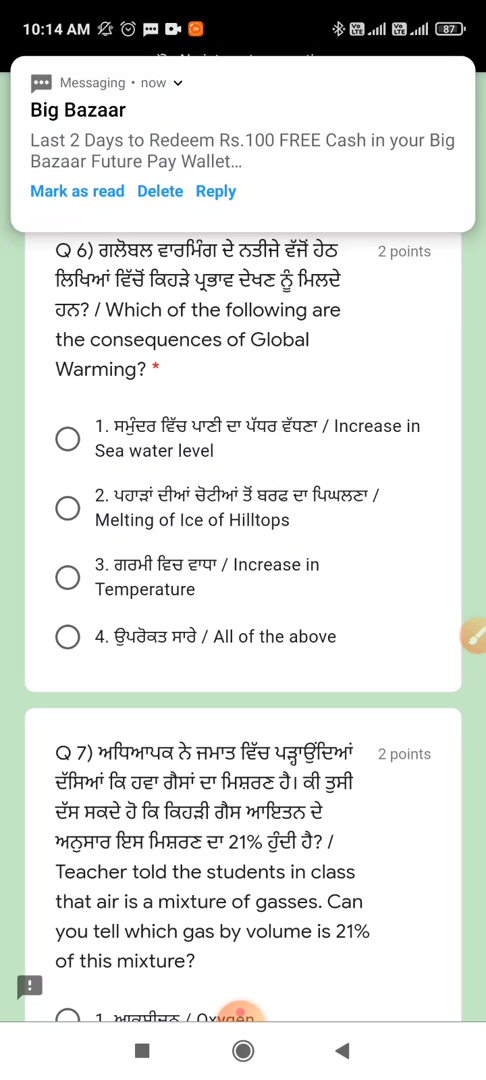 10:14 AM
87
Messaging • now
Big Bazaar
Last 2 Days to Redeem Rs.100 FREE Cash in your Big
Bazaar Future Pay Wallet...
Mark as read Delete Reply
Q 6) ਗਲੋਬਲ ਵਾਰਮਿੰਗ ਦੇ ਨਤੀਜੇ ਵੱਜੋਂ ਹੇਠ 2 points
ਲਿਖਿਆਂ ਵਿੱਚੋਂ ਕਿਹੜੇ ਪ੍ਰਭਾਵ ਦੇਖਣ ਨੂੰ ਮਿਲਦੇ
ਹਨ? / Which of the following are
the consequences of Global
Warming? *
1. ਸਮੁੰਦਰ ਵਿੱਚ ਪਾਣੀ ਦਾ ਪੱਧਰ ਵੱਧਣਾ / Increase in
Sea water level
2. ਪਹਾੜਾਂ ਦੀਆਂ ਚੋਟੀਆਂ ਤੋਂ ਬਰਫ ਦਾ ਪਿਘਲਣਾ /
Melting of Ice of Hilltops
3. ਗਰਮੀ ਵਿਚ ਵਾਧਾ / Increase in
Temperature
4. ਉਪਰੋਕਤ ਸਾਰੇ / All of the above
Q 7) ਅਧਿਆਪਕ ਨੇ ਜਮਾਤ ਵਿੱਚ ਪੜ੍ਹਾਉਂਦਿਆਂ 2 points
ਦੱਸਿਆਂ ਕਿ ਹਵਾ ਗੈਸਾਂ ਦਾ ਮਿਸ਼ਰਣ ਹੈ। ਕੀ ਤੁਸੀ
ਦੱਸ ਸਕਦੇ ਹੋ ਕਿ ਕਿਹੜੀ ਗੈਸ ਆਇਤਨ ਦੇ
ਅਨੁਸਾਰ ਇਸ ਮਿਸ਼ਰਣ ਦਾ 21% ਹੁੰਦੀ ਹੈ? /
Teacher told the students in class
that air is a mixture of gasses. Can
you tell which gas by volume is 21%
of this mixture?
1. ਆਕਸੀਜਨ / Oxygen